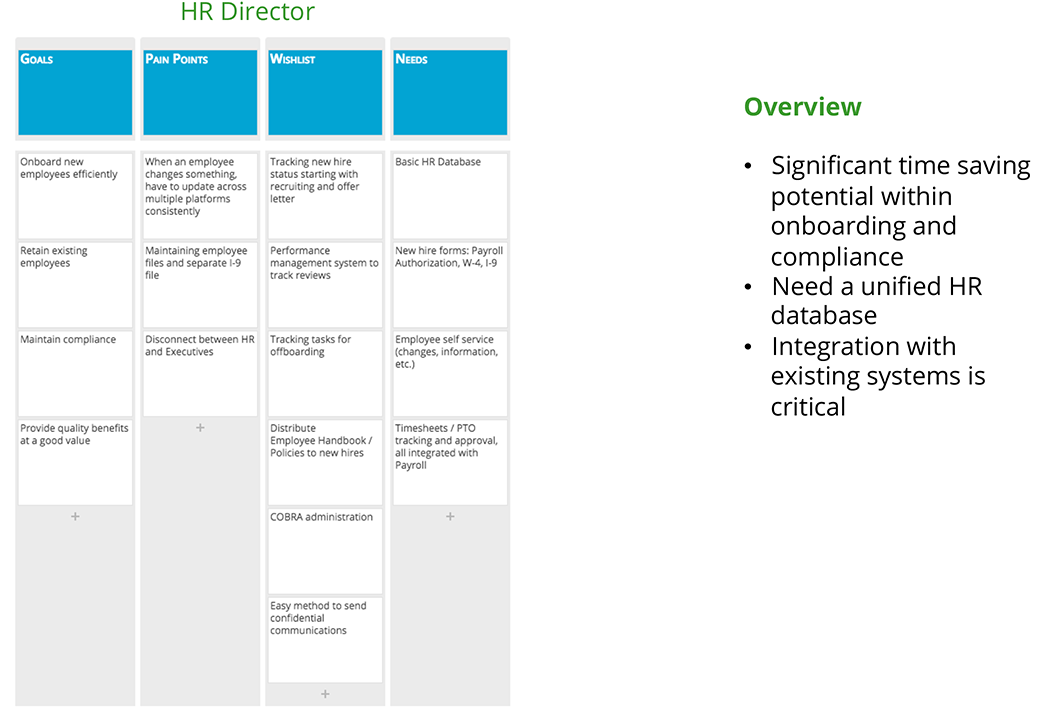 HR Director
Goals
Pain Points
Wishlist
Needs
Onboard new
employees efficiently
When an employee
changes something,
have to update across
multiple platforms
consistently
Tracking new hire
status starting with
recruiting and offer
letter
Basic HR Database
Retain existing
employees
Maintaining employee
files and separate I-9
file
Performance
management system to
track reviews
New hire forms: Payroll
Authorization, W-4, I-9
Maintain compliance
Disconnect between HR
and Executives
Tracking tasks for
offboarding
Employee self service
(changes, information,
etc.)
Provide quality benefits
at a good value
+
Distribute
Employee Handbook /
Policies to new hires
Timesheets / PTO
tracking and approval,
all integrated with
Payroll
+
COBRA administration
+
Easy method to send
confidential
communications
+
Overview
• Significant time saving
potential within
onboarding and
compliance
• Need a unified HR
database
• Integration with
existing systems is
critical